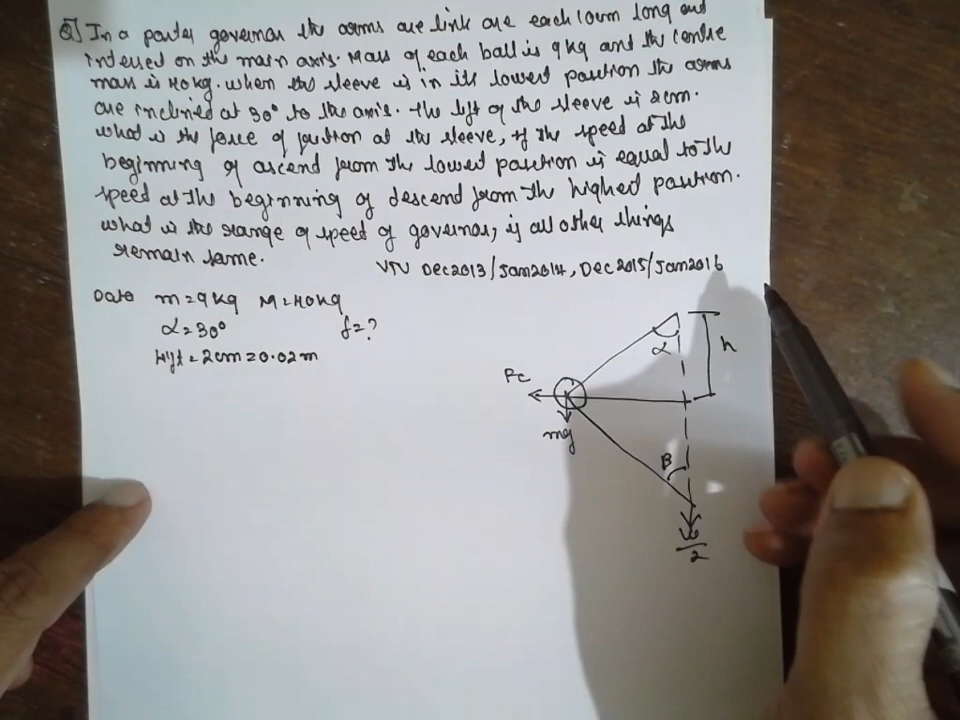 Q] In a porter governor the arms are link are each 10cm long and
intersed on the main axis. Mass of each ball is 9kg and the centre
mass is 40kg. when the sleeve is in its lowest position the arms
are inclined at 30° to the axis. The lift of the sleeve is 2cm.
what is the force of friction at the sleeve, if the speed at the
beginning of ascend from the lowest position is equal to the
speed at the beginning of descend from the highest position.
what is the range of speed of governor, if all other things
remain same.
VTU Dec2013/Jan2014, Dec2015/Jan2016
Data m=9kg M=40kg
α=30° f=?
Lift=2cm=0.02m
α
h
Fc
mg
β
W/2